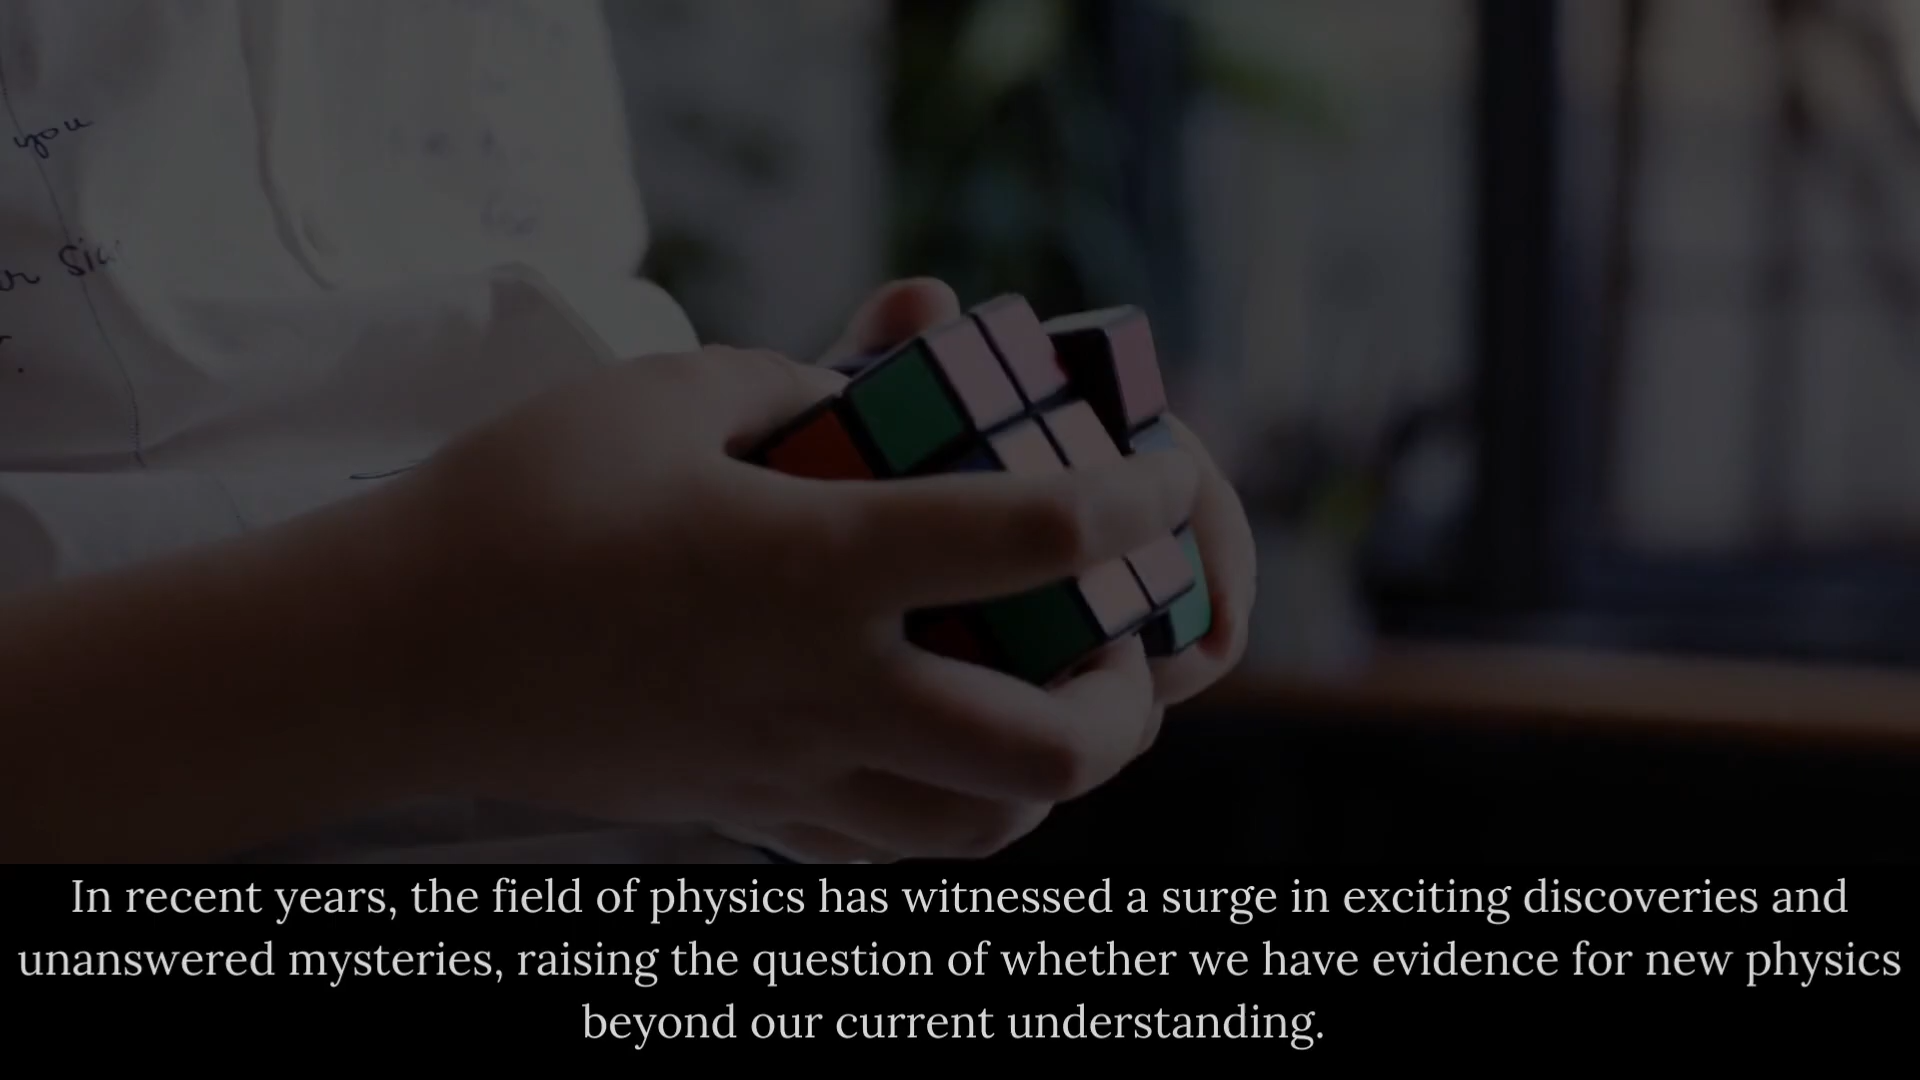 you
In recent years, the field of physics has witnessed a surge in exciting discoveries and
unanswered mysteries, raising the question of whether we have evidence for new physics
beyond our current understanding.